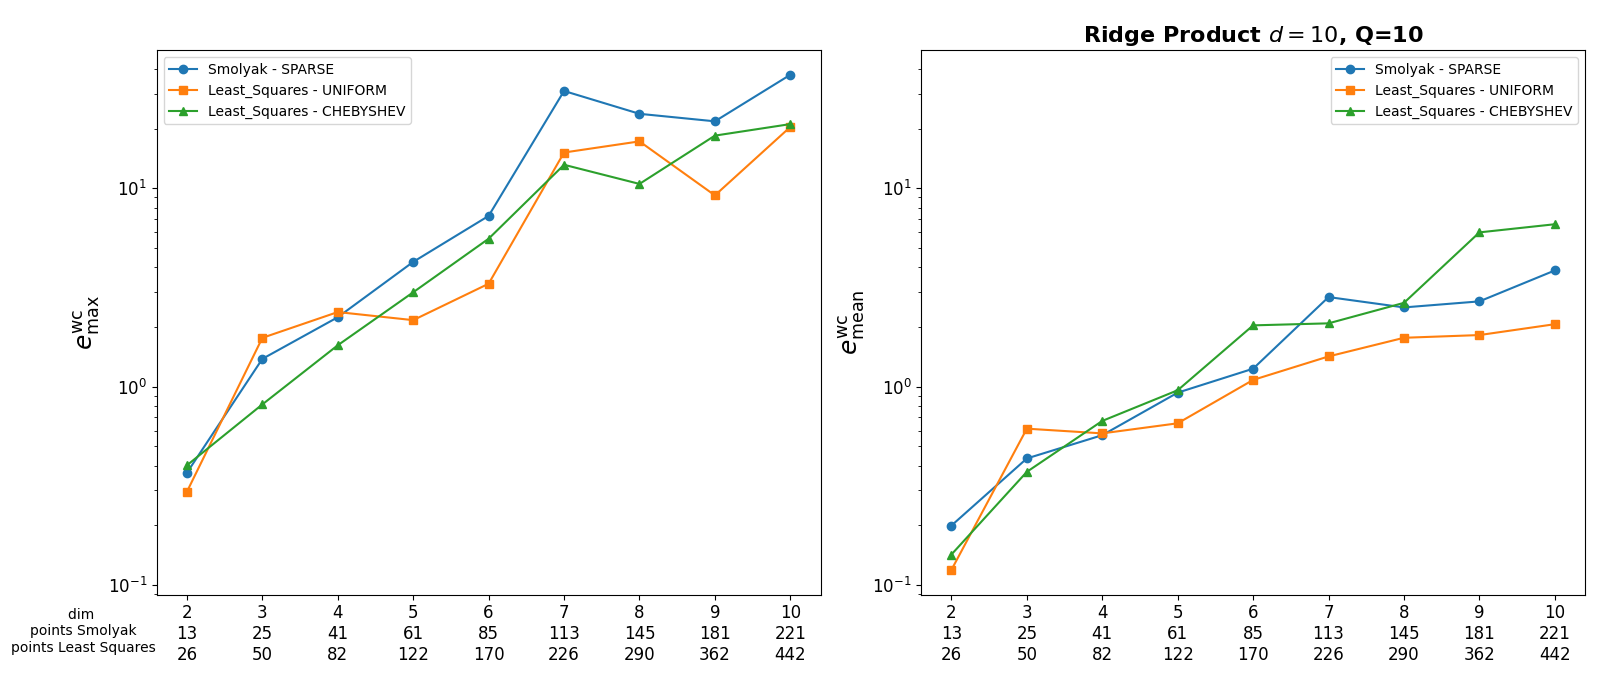 Ridge Product d = 10, Q=10
Smolyak - SPARSE
Least_Squares - UNIFORM
Least_Squares - CHEBYSHEV
e^wc_max
10^1
10^0
10^−1
dim 2 3 4 5 6 7 8 9 10
points Smolyak 13 25 41 61 85 113 145 181 221
points Least Squares 26 50 82 122 170 226 290 362 442
Smolyak - SPARSE
Least_Squares - UNIFORM
Least_Squares - CHEBYSHEV
e^wc_mean
10^1
10^0
10^−1
2 3 4 5 6 7 8 9 10
13 25 41 61 85 113 145 181 221
26 50 82 122 170 226 290 362 442